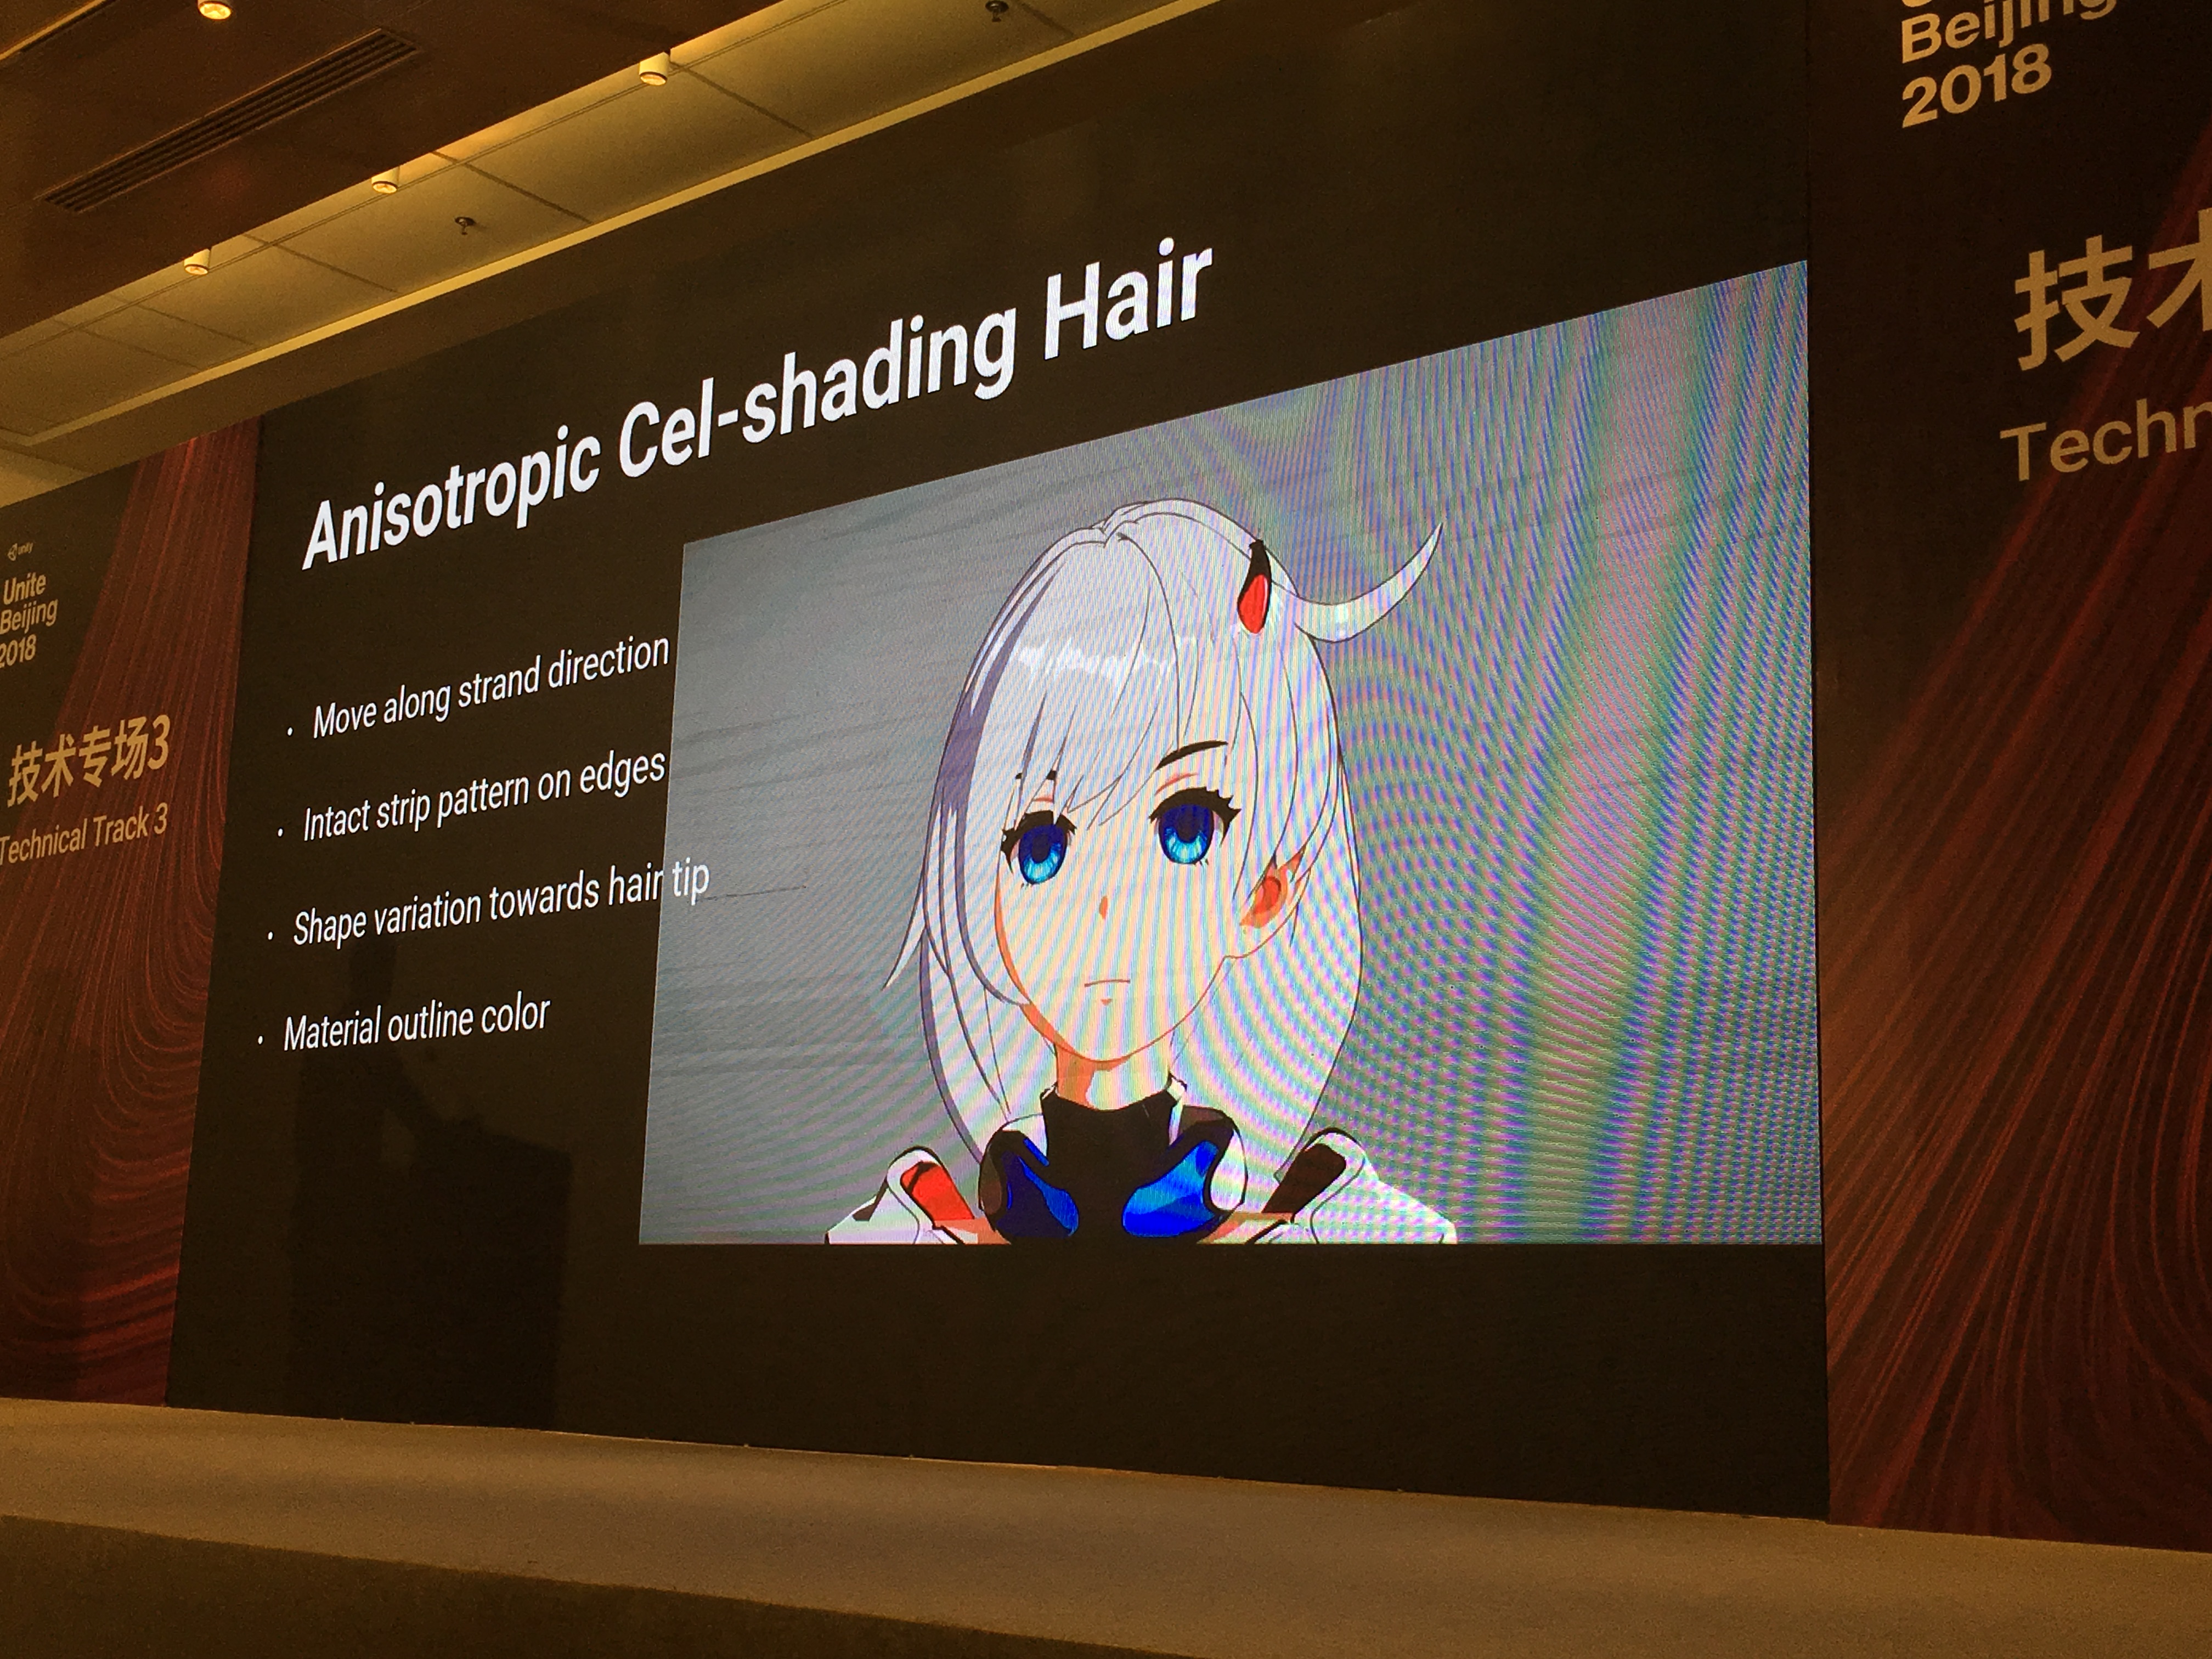 Anisotropic Cel-shading Hair
· Move along strand direction
· Intact strip pattern on edges
· Shape variation towards hair tip
· Material outline color
unity
Unite
Beijing
2018
技术专场3
Technical Track 3
Beijing
2018
技术